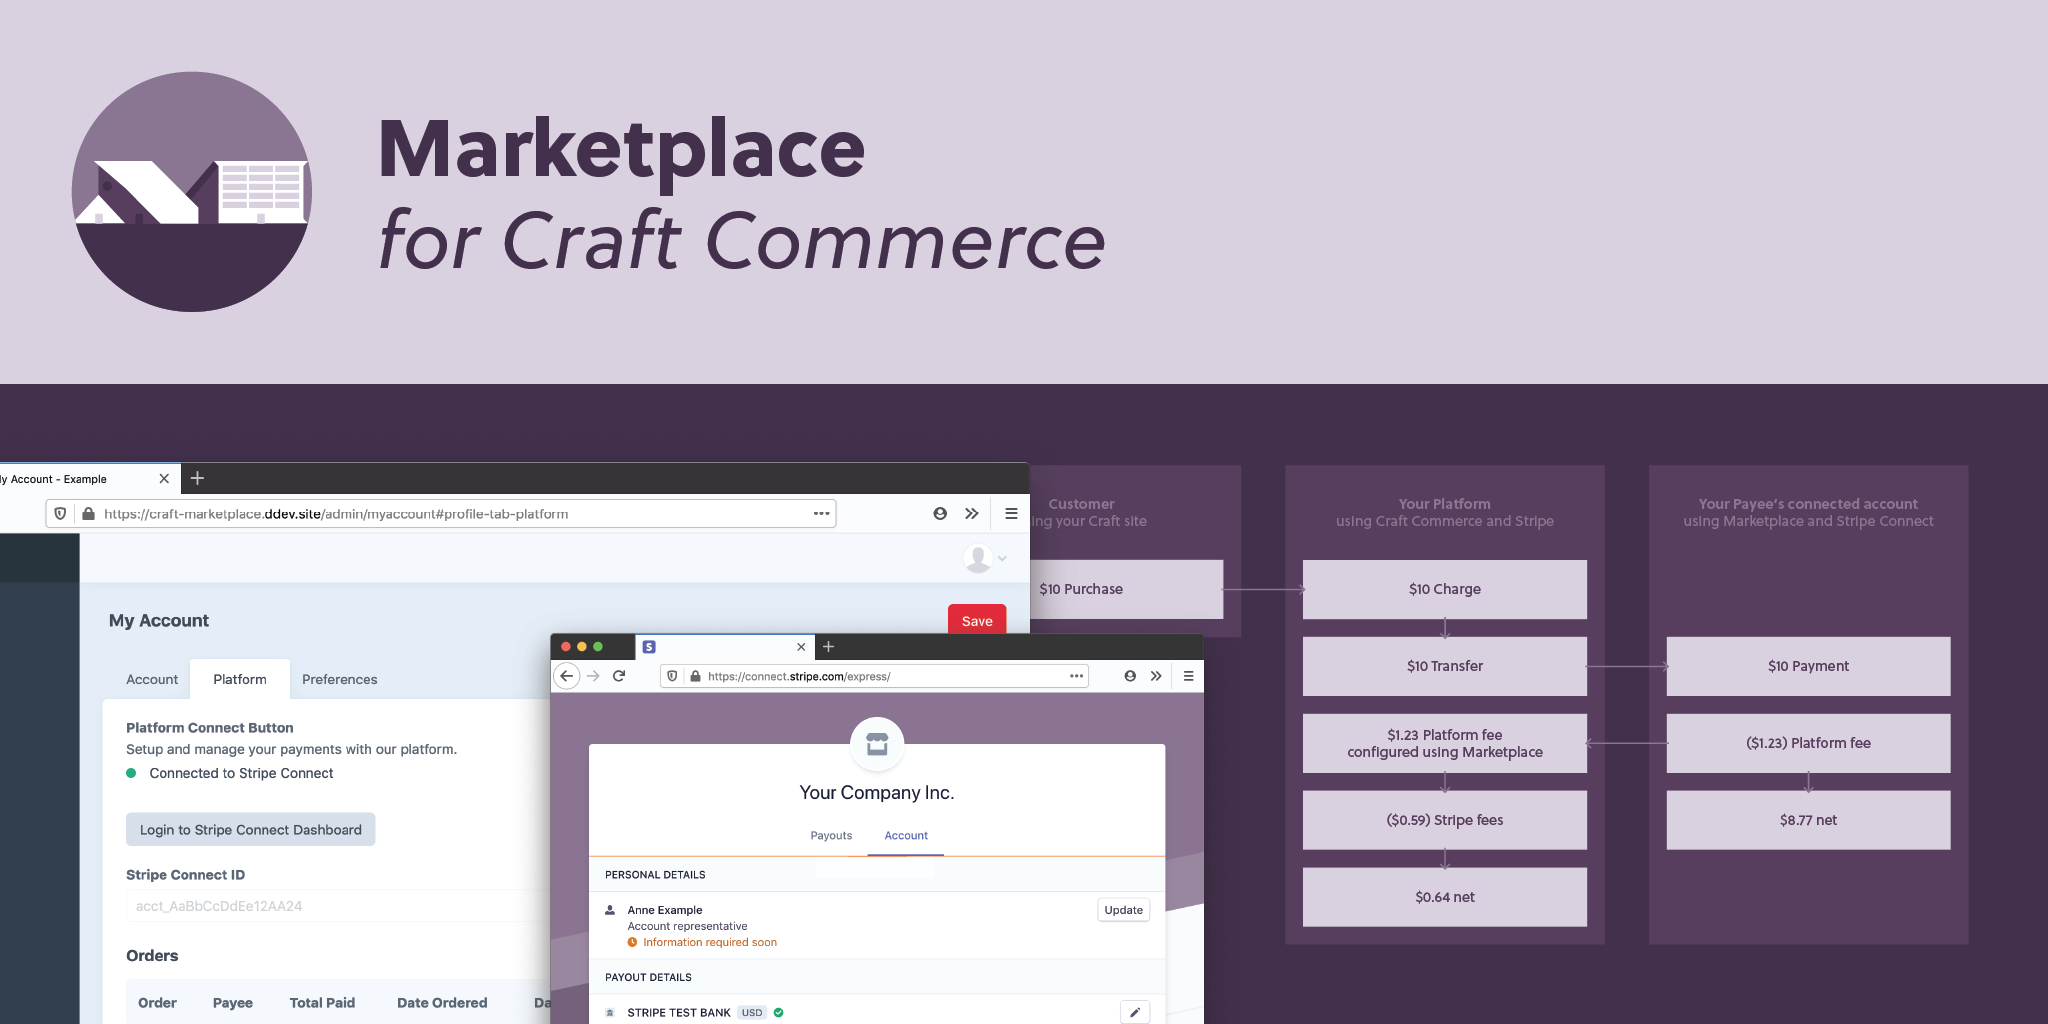 Marketplace
for Craft Commerce
My Account - Example
https://craft-marketplace.ddev.site/admin/myaccount#profile-tab-platform
My Account
Save
Account
Platform
Preferences
Platform Connect Button
Setup and manage your payments with our platform.
Connected to Stripe Connect
Login to Stripe Connect Dashboard
Stripe Connect ID
acct_AaBbCcDdEe12AA24
Orders
Order Payee Total Paid Date Ordered
S
https://connect.stripe.com/express/
Your Company Inc.
Payouts
Account
PERSONAL DETAILS
Anne Example
Account representative
Information required soon
Update
PAYOUT DETAILS
STRIPE TEST BANK USD
Customer
your Craft site
$10 Purchase
Your Platform
using Craft Commerce and Stripe
$10 Charge
$10 Transfer
$1.23 Platform fee
configured using Marketplace
($0.59) Stripe fees
$0.64 net
Your Payee's connected account
using Marketplace and Stripe Connect
$10 Payment
($1.23) Platform fee
$8.77 net